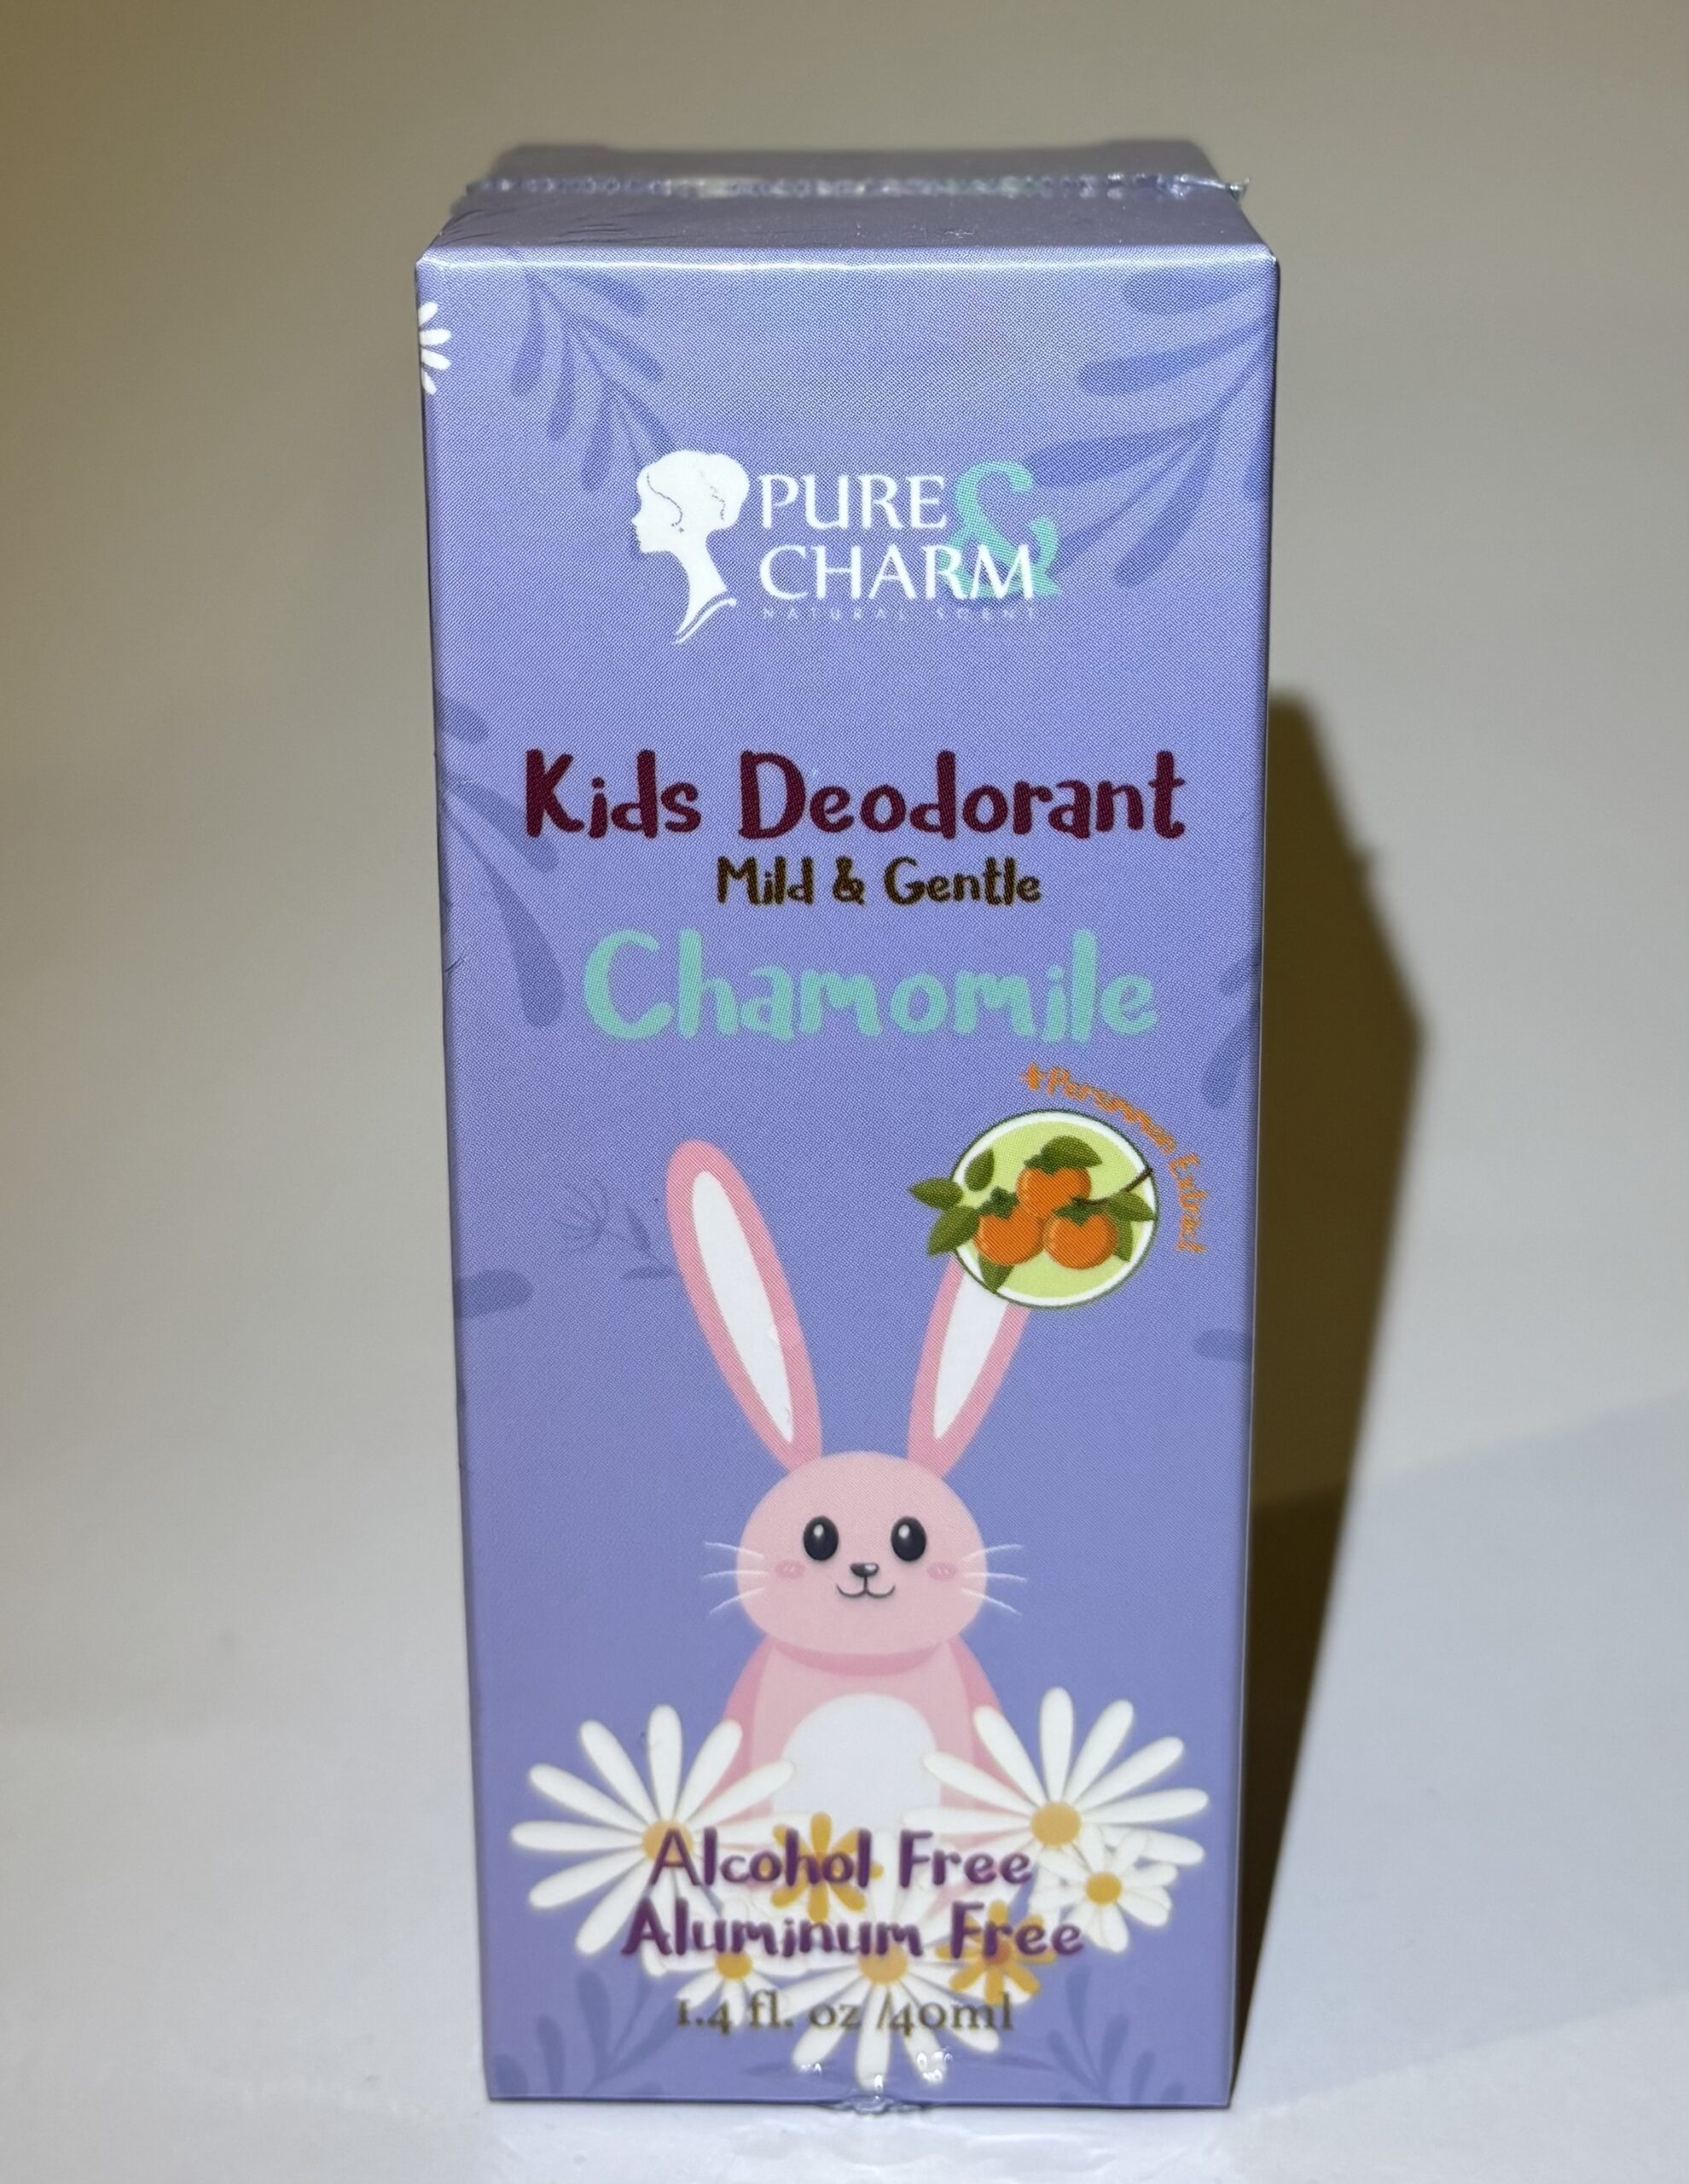 PURE &
CHARM
NATURAL SCENT
Kids Deodorant
Mild & Gentle
Chamomile
+Persimmon Extract
Alcohol Free
Aluminum Free
1.4 fl. oz /40ml